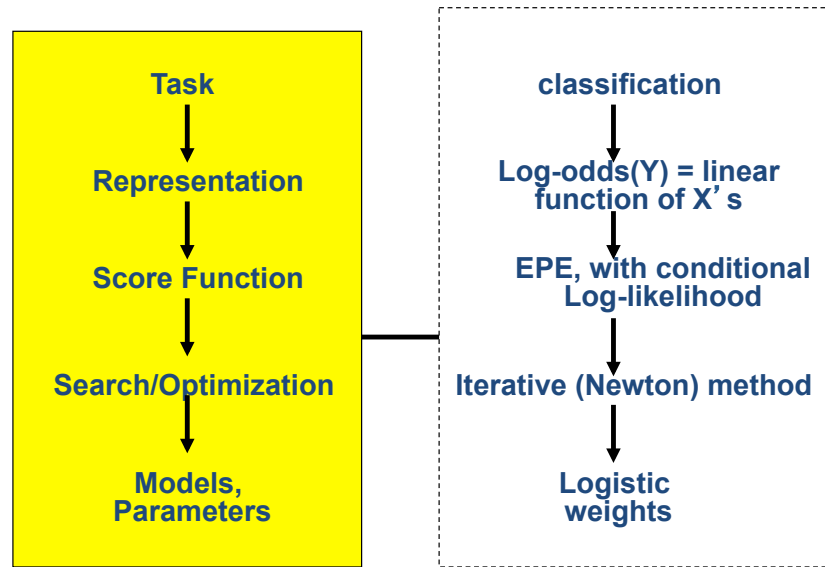 Task
Representation
Score Function
Search/Optimization
Models,
Parameters
classification
Log-odds(Y) = linear
function of X’s
EPE, with conditional
Log-likelihood
Iterative (Newton) method
Logistic
weights